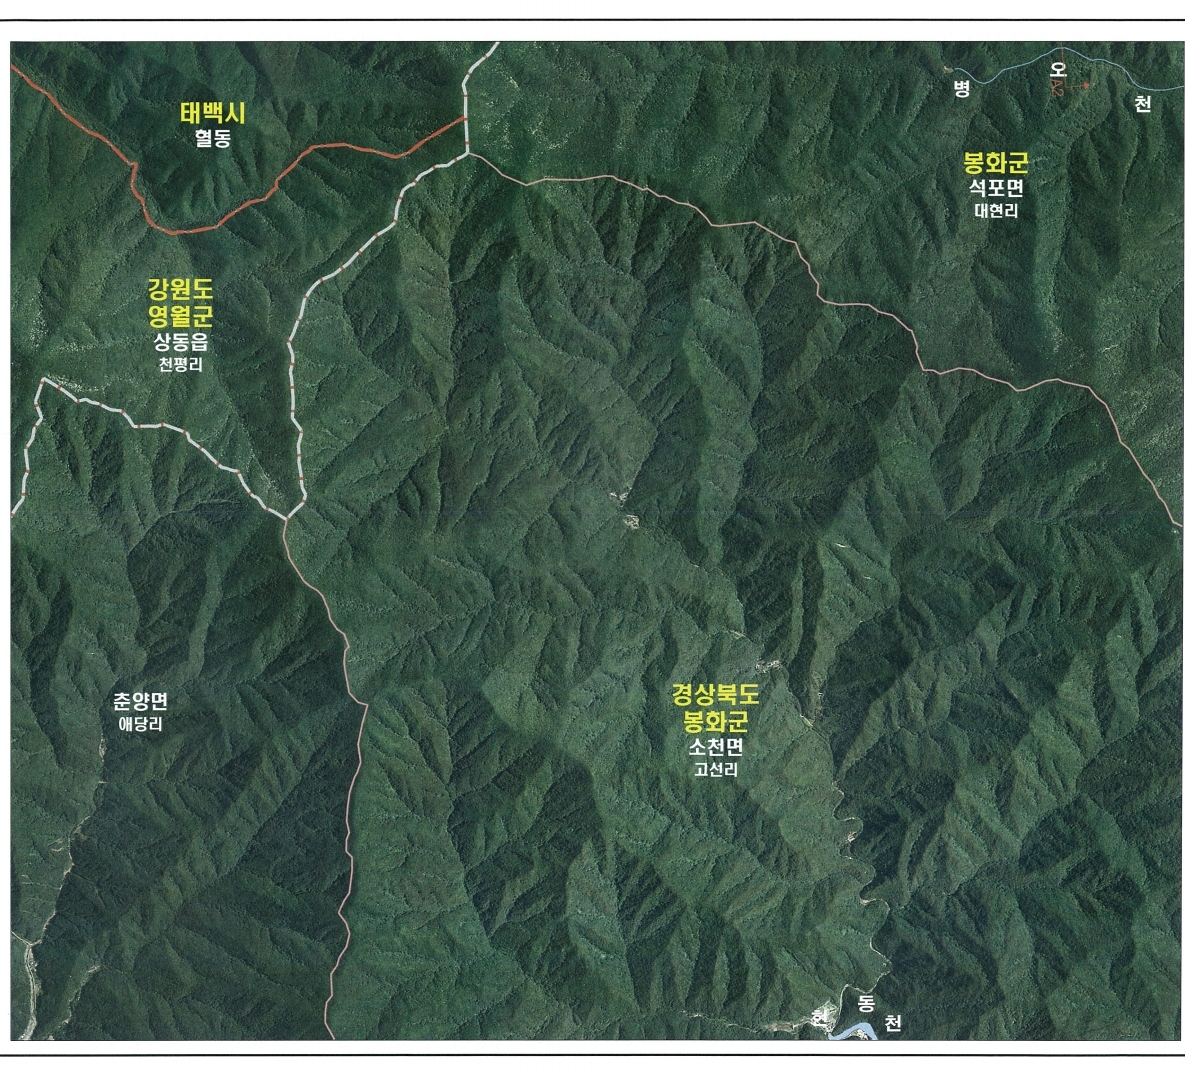 병 오 천
A2
태백시
혈동
봉화군
석포면
대현리
강원도
영월군
상동읍
천평리
춘양면
애당리
경상북도
봉화군
소천면
고선리
현 동 천